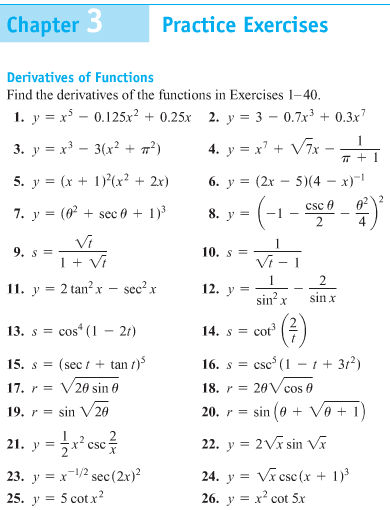 Chapter 3 Practice Exercises
Derivatives of Functions
Find the derivatives of the functions in Exercises 1–40.
1. y = x⁵ − 0.125x² + 0.25x 2. y = 3 − 0.7x³ + 0.3x⁷
3. y = x³ − 3(x² + π²) 4. y = x⁷ + √7x − 1/(π + 1)
5. y = (x + 1)²(x² + 2x) 6. y = (2x − 5)(4 − x)⁻¹
7. y = (θ² + sec θ + 1)³ 8. y = (−1 − csc θ/2 − θ²/4)²
9. s = √t/(1 + √t) 10. s = 1/(√t − 1)
11. y = 2 tan² x − sec² x 12. y = 1/sin² x − 2/sin x
13. s = cos⁴ (1 − 2t) 14. s = cot³ (2/t)
15. s = (sec t + tan t)⁵ 16. s = csc⁵ (1 − t + 3t²)
17. r = √(2θ sin θ) 18. r = 2θ√(cos θ)
19. r = sin √(2θ) 20. r = sin (θ + √(θ + 1))
21. y = 1/2 x² csc 2/x 22. y = 2√x sin √x
23. y = x⁻¹/² sec (2x)² 24. y = √x csc (x + 1)³
25. y = 5 cot x² 26. y = x² cot 5x